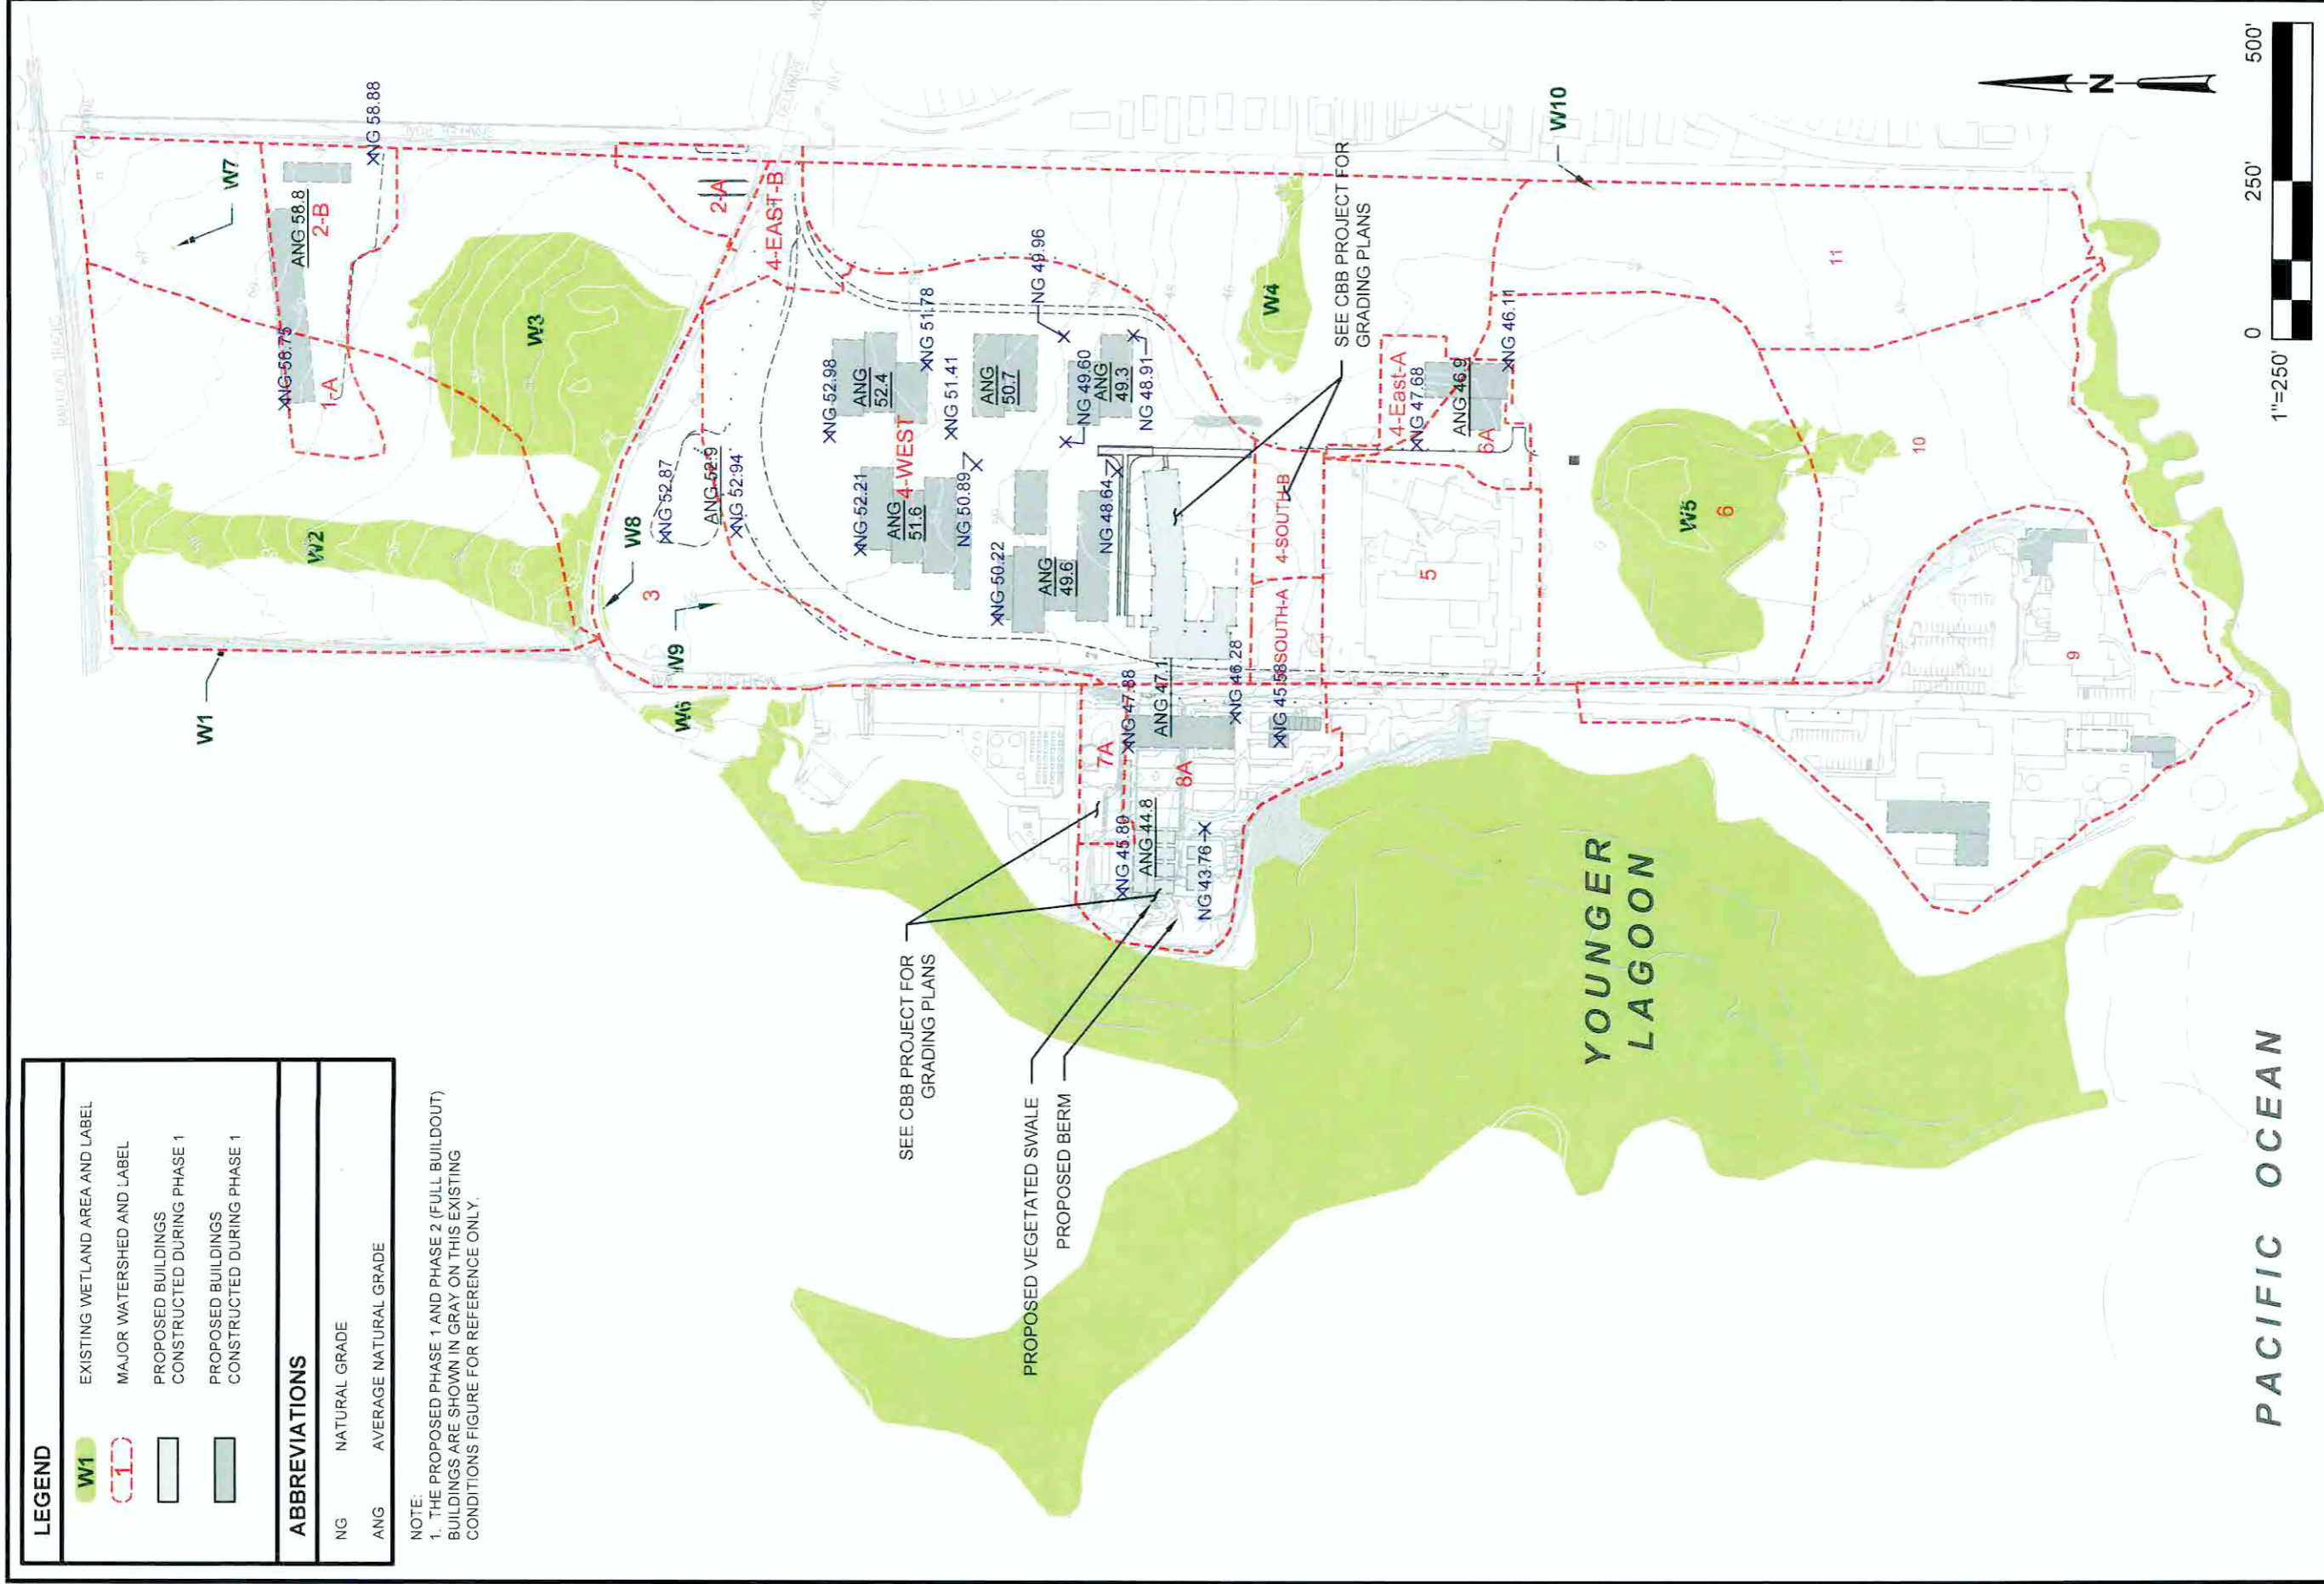 LEGEND
W1
EXISTING WETLAND AREA AND LABEL
1
MAJOR WATERSHED AND LABEL
PROPOSED BUILDINGS
CONSTRUCTED DURING PHASE 1
PROPOSED BUILDINGS
CONSTRUCTED DURING PHASE 1
ABBREVIATIONS
NG NATURAL GRADE
ANG AVERAGE NATURAL GRADE
NOTE:
1. THE PROPOSED PHASE 1 AND PHASE 2 (FULL BUILDOUT)
BUILDINGS ARE SHOWN IN GRAY ON THIS EXISTING
CONDITIONS FIGURE FOR REFERENCE ONLY.
RAILROAD TRACK
W1
W2
W7
1-A
NG 58.75
ANG 58.8
2-B
NG 58.88
W3
W8
3
W9
W6
NG 52.87
ANG 52.9
NG 52.94
2-A
4-EAST-B
NG 52.98
ANG
52.4
NG 51.78
4-WEST
NG 52.21
ANG
51.6
NG 51.41
NG 50.89
ANG
50.7
NG 49.96
NG 50.22
ANG
49.6
NG 49.60
ANG
49.3
NG 48.91
NG 48.64
W4
SEE CBB PROJECT FOR
GRADING PLANS
7A
NG 47.88
ANG 47.1
8A
NG 46.28
NG 45.58
SOUTH-A
4-SOUTH-B
NG 45.80
ANG 44.8
NG 43.76
SEE CBB PROJECT FOR
GRADING PLANS
PROPOSED VEGETATED SWALE
PROPOSED BERM
4-East-A
NG 47.68
ANG 46.9
NG 46.11
6A
5
W10
W5
6
10
11
9
YOUNGER
LAGOON
PACIFIC OCEAN
N
0 250' 500'
1"=250'